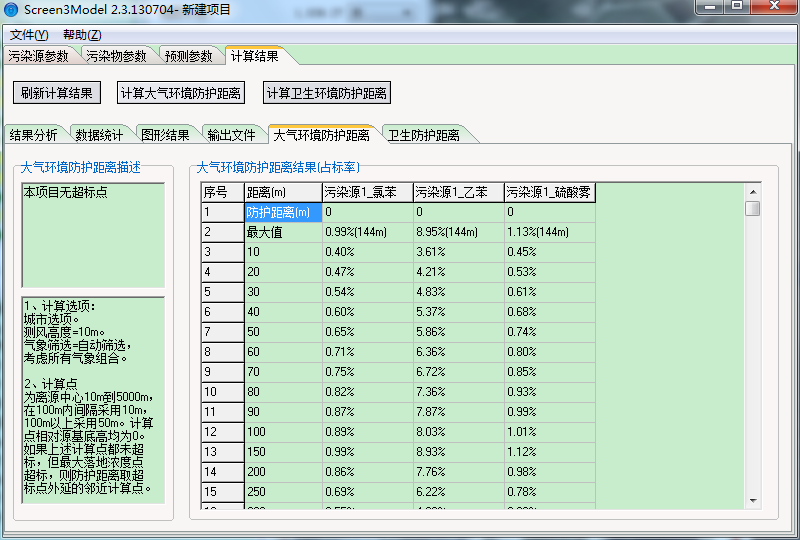 Screen3Model 2.3.130704- 新建项目
文件(Y) 帮助(Z)
污染源参数 污染物参数 预测参数 计算结果
刷新计算结果 计算大气环境防护距离 计算卫生环境防护距离
结果分析 数据统计 图形结果 输出文件 大气环境防护距离 卫生防护距离
大气环境防护距离描述
本项目无超标点
1、计算选项:
城市选项。
测风高度=10m。
气象筛选=自动筛选,
考虑所有气象组合。
2、计算点
为离源中心10m到5000m,
在100m内间隔采用10m,
100m以上采用50m。计算
点相对源基底高均为0。
如果上述计算点都未超
标,但最大落地浓度点
超标,则防护距离取超
标点外延的邻近计算点。
大气环境防护距离结果(占标率)
序号 距离(m) 污染源1_氯苯 污染源1_乙苯 污染源1_硫酸雾
1 防护距离(m) 0 0 0
2 最大值 0.99%(144m) 8.95%(144m) 1.13%(144m)
3 10 0.40% 3.61% 0.45%
4 20 0.47% 4.21% 0.53%
5 30 0.54% 4.83% 0.61%
6 40 0.60% 5.37% 0.68%
7 50 0.65% 5.86% 0.74%
8 60 0.71% 6.36% 0.80%
9 70 0.75% 6.72% 0.85%
10 80 0.82% 7.36% 0.93%
11 90 0.87% 7.87% 0.99%
12 100 0.89% 8.03% 1.01%
13 150 0.99% 8.93% 1.12%
14 200 0.86% 7.76% 0.98%
15 250 0.69% 6.22% 0.78%